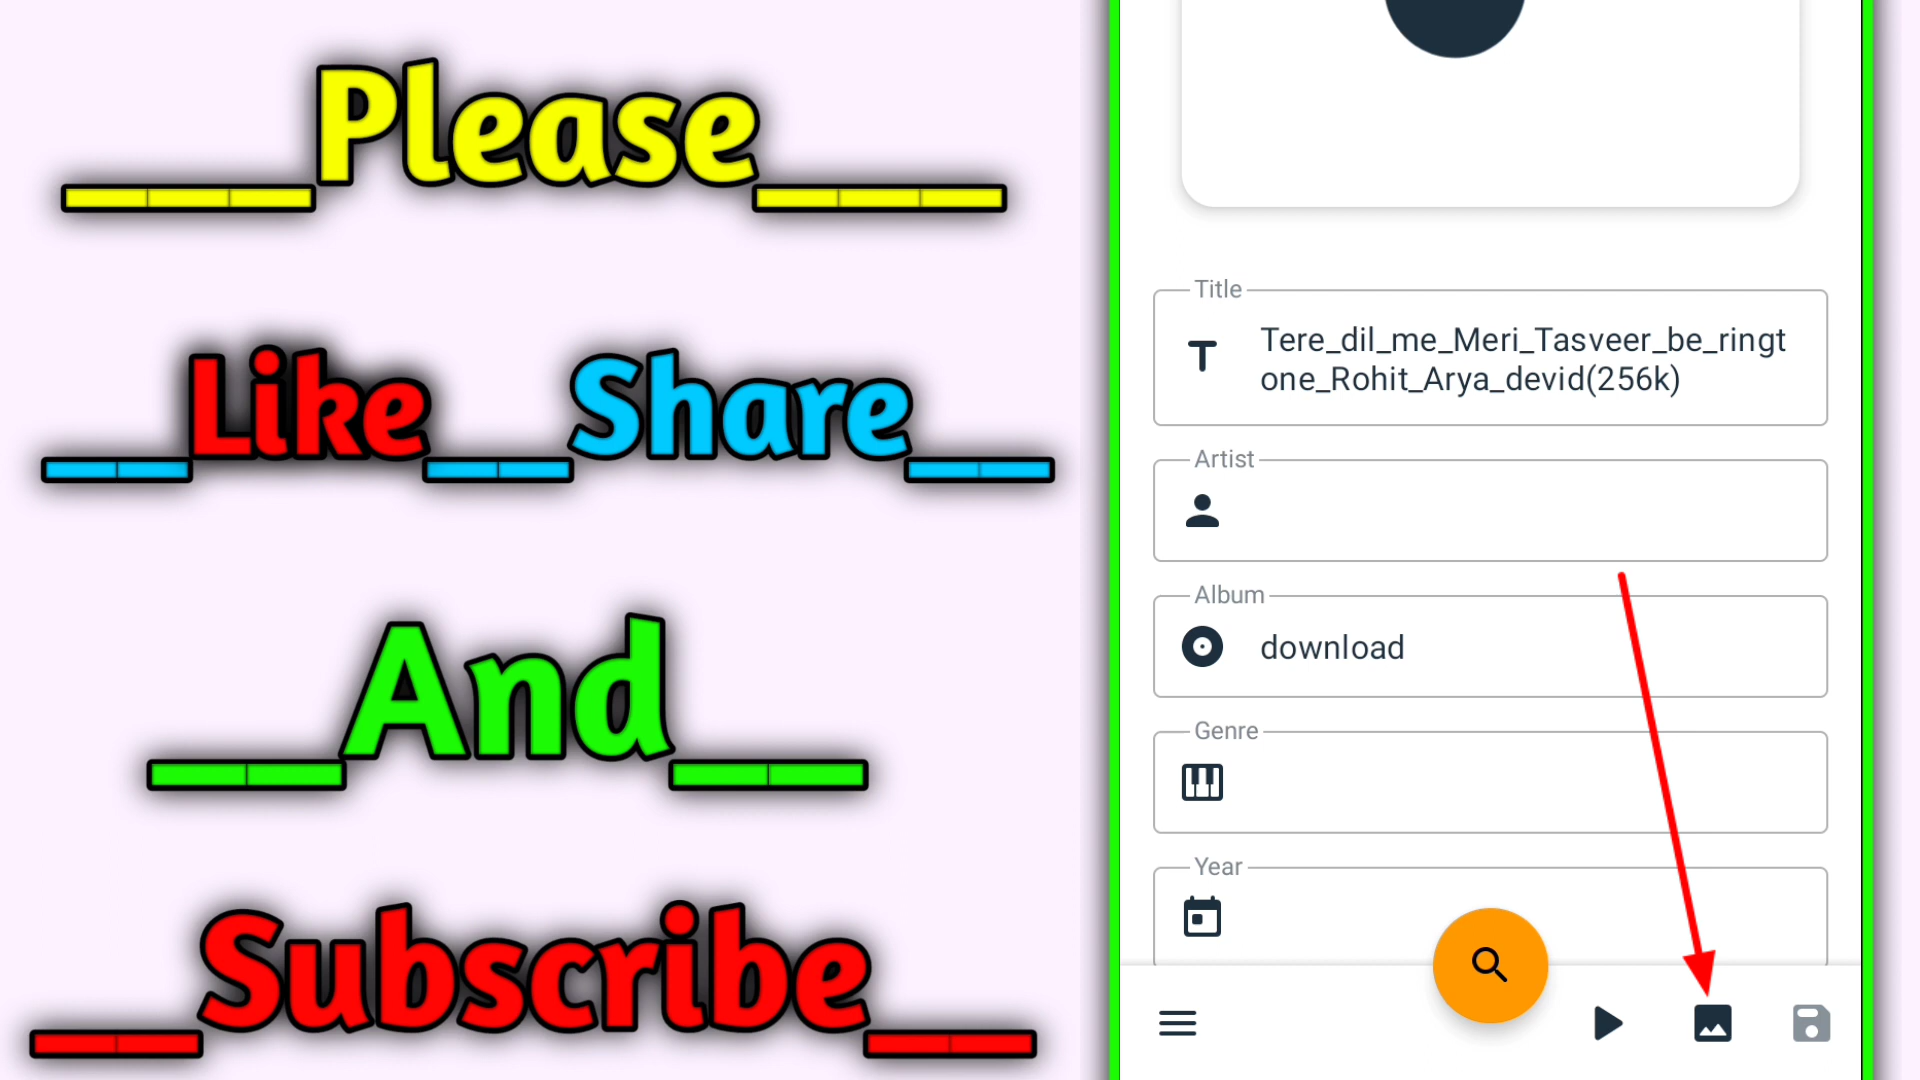 ___Please___
__Like__Share__
__And__
__Subscribe__
Title
Tere_dil_me_Meri_Tasveer_be_ringt
one_Rohit_Arya_devid(256k)
Artist
Album
download
Genre
Year